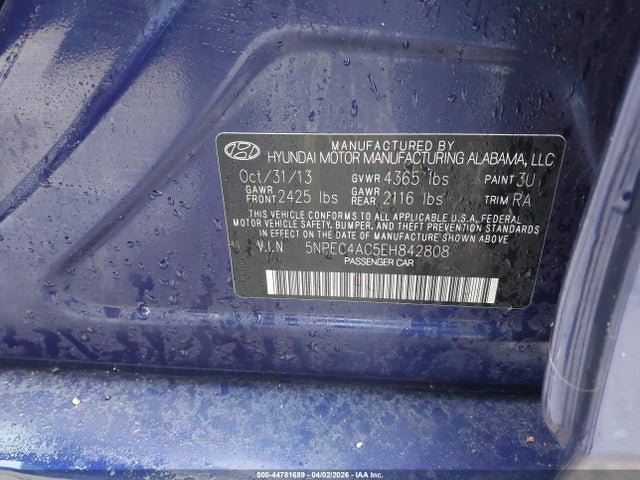 MANUFACTURED BY
HYUNDAI MOTOR MANUFACTURING ALABAMA, LLC
Oct/31/13 GVWR 4365 lbs PAINT 3U
GAWR FRONT 2425 lbs GAWR REAR 2116 lbs TRIM RA
THIS VEHICLE CONFORMS TO ALL APPLICABLE U.S.A. FEDERAL
MOTOR VEHICLE SAFETY, BUMPER, AND THEFT PREVENTION STANDARDS
IN EFFECT ON THE DATE OF MANUFACTURE SHOWN ABOVE.
V.I.N 5NPEC4AC5EH842808
PASSENGER CAR
000-44781689 - 04/02/2026 - IAA Inc.